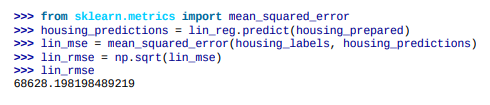 >>> from sklearn.metrics import mean_squared_error
>>> housing_predictions = lin_reg.predict(housing_prepared)
>>> lin_mse = mean_squared_error(housing_labels, housing_predictions)
>>> lin_rmse = np.sqrt(lin_mse)
>>> lin_rmse
68628.198198489219